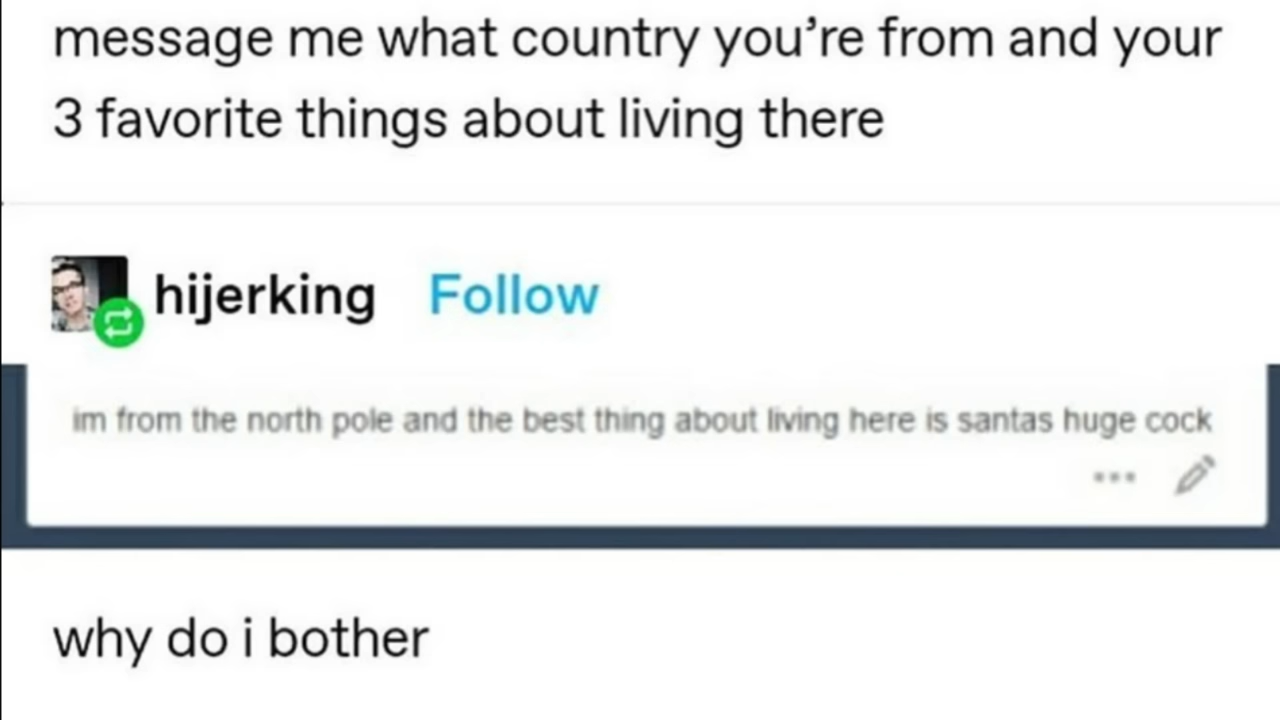 message me what country you’re from and your
3 favorite things about living there
hijerking Follow
im from the north pole and the best thing about living here is santas huge cock
why do i bother